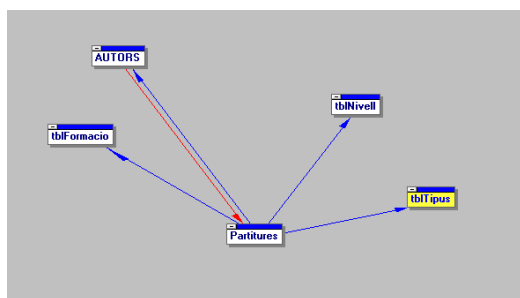 AUTORS
tblNivell
tblFormacio
tblTipus
Partitures